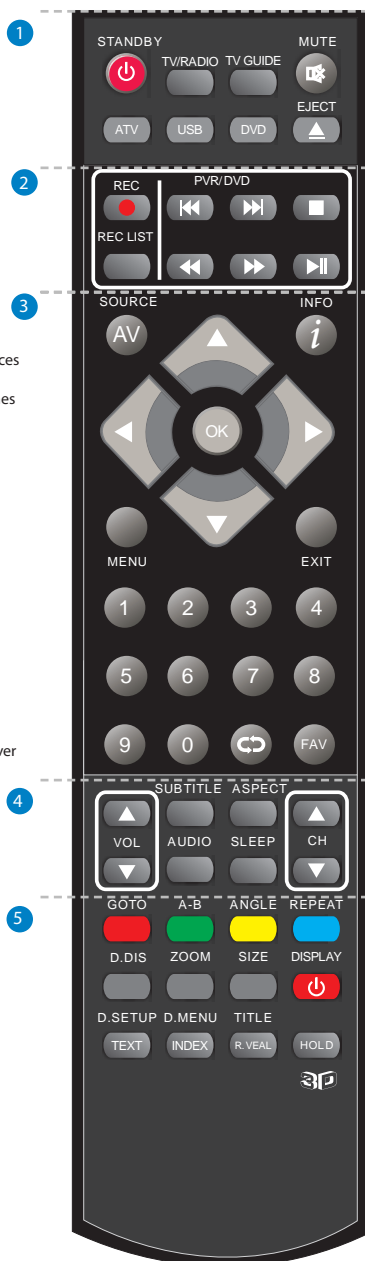 1
STANDBY MUTE
TV/RADIO TV GUIDE
EJECT
ATV USB DVD
2
REC PVR/DVD
REC LIST
3
SOURCE INFO
AV i
ces
es
OK
MENU EXIT
1 2 3 4
5 6 7 8
ver
9 0 FAV
4
SUBTITLE ASPECT
VOL AUDIO SLEEP CH
5
GOTO A-B ANGLE REPEAT
D.DIS ZOOM SIZE DISPLAY
D.SETUP D.MENU TITLE
TEXT INDEX R.VEAL HOLD
3D